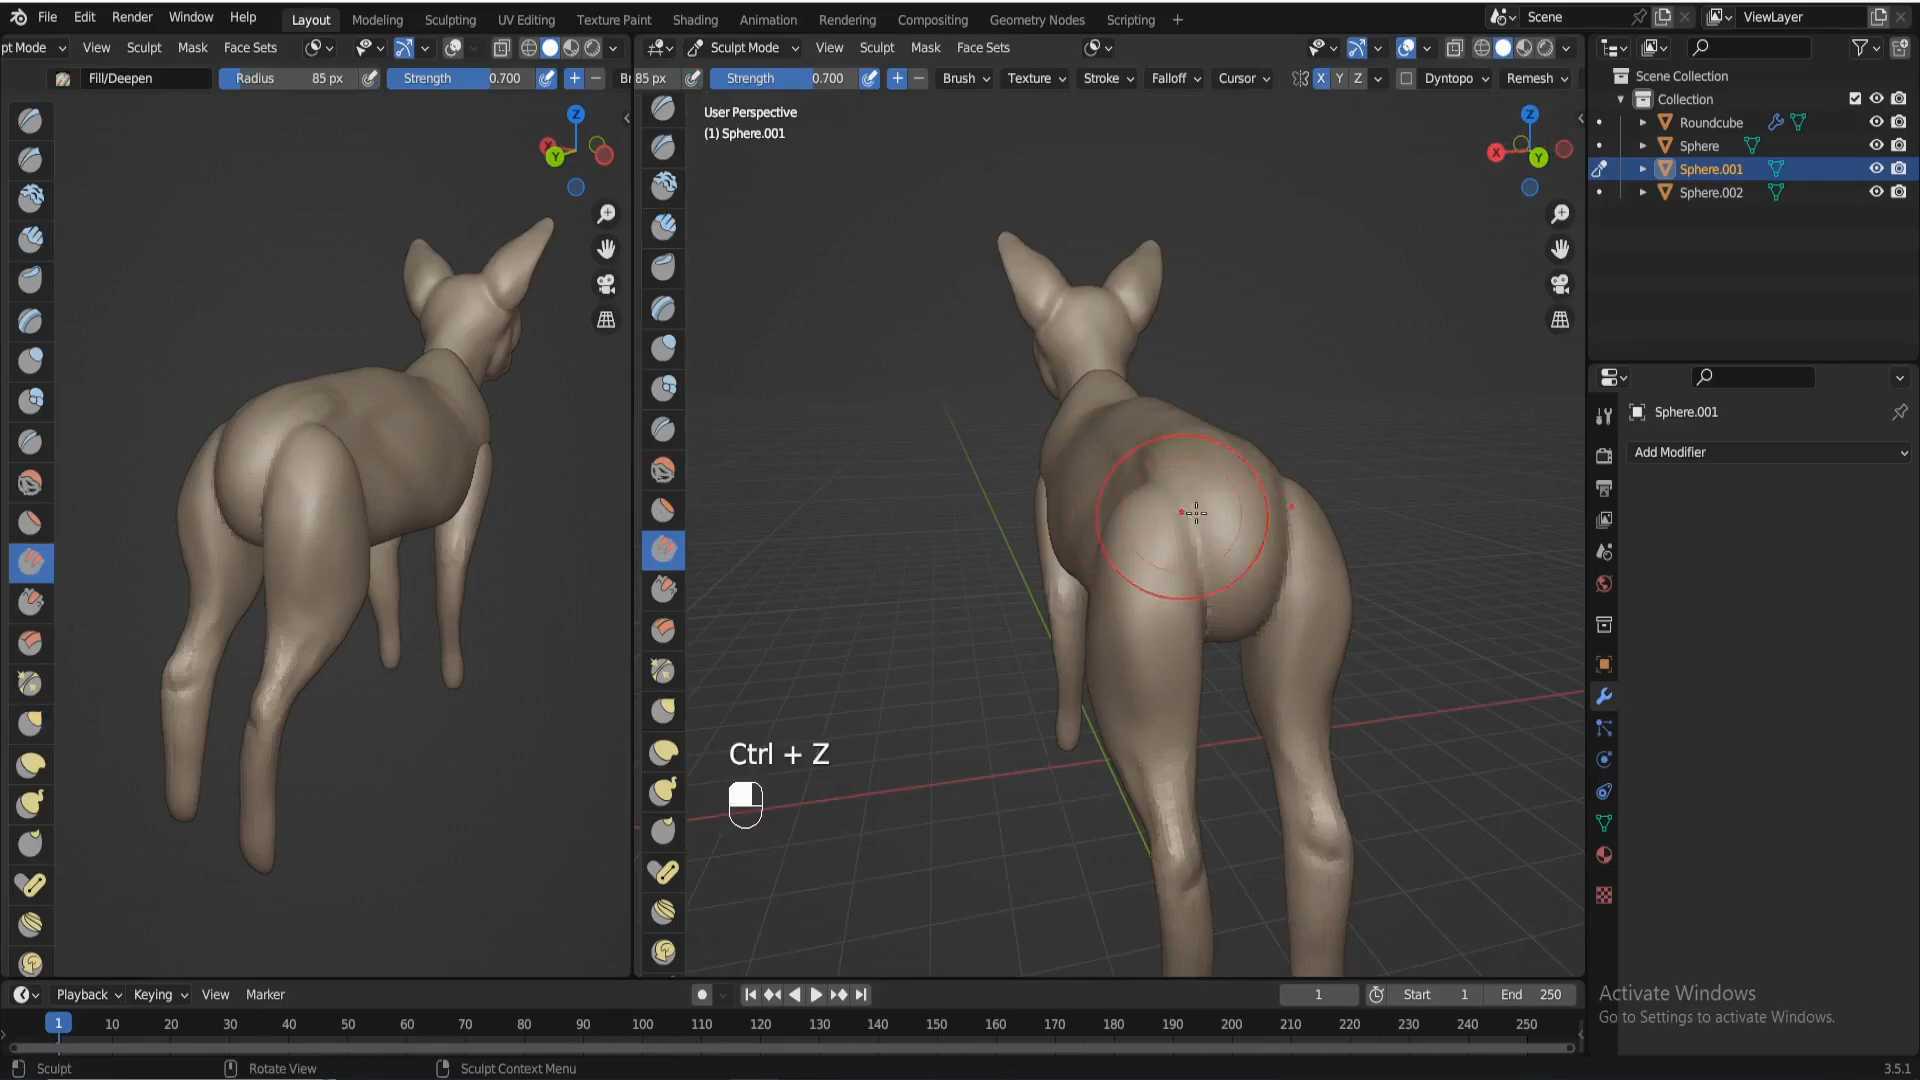 File Edit Render Window Help Layout Modeling Sculpting UV Editing Texture Paint Shading Animation Rendering Compositing Geometry Nodes Scripting + Scene ViewLayer
pt Mode View Sculpt Mask Face Sets Sculpt Mode View Sculpt Mask Face Sets
Fill/Deepen Radius 85 px Strength 0.700 Br 85 px Strength 0.700 Brush Texture Stroke Falloff Cursor X Y Z Dyntopo Remesh
Scene Collection
Collection
Roundcube
Sphere
Sphere.001
Sphere.002
User Perspective
(1) Sphere.001
Z
X
Y
Z
Y
Sphere.001
Add Modifier
Ctrl + Z
Activate Windows
Go to Settings to activate Windows.
Playback Keying View Marker 1 Start 1 End 250
1 10 20 30 40 50 60 70 80 90 100 110 120 130 140 150 160 170 180 190 200 210 220 230 240 250
Sculpt Rotate View Sculpt Context Menu 3.5.1